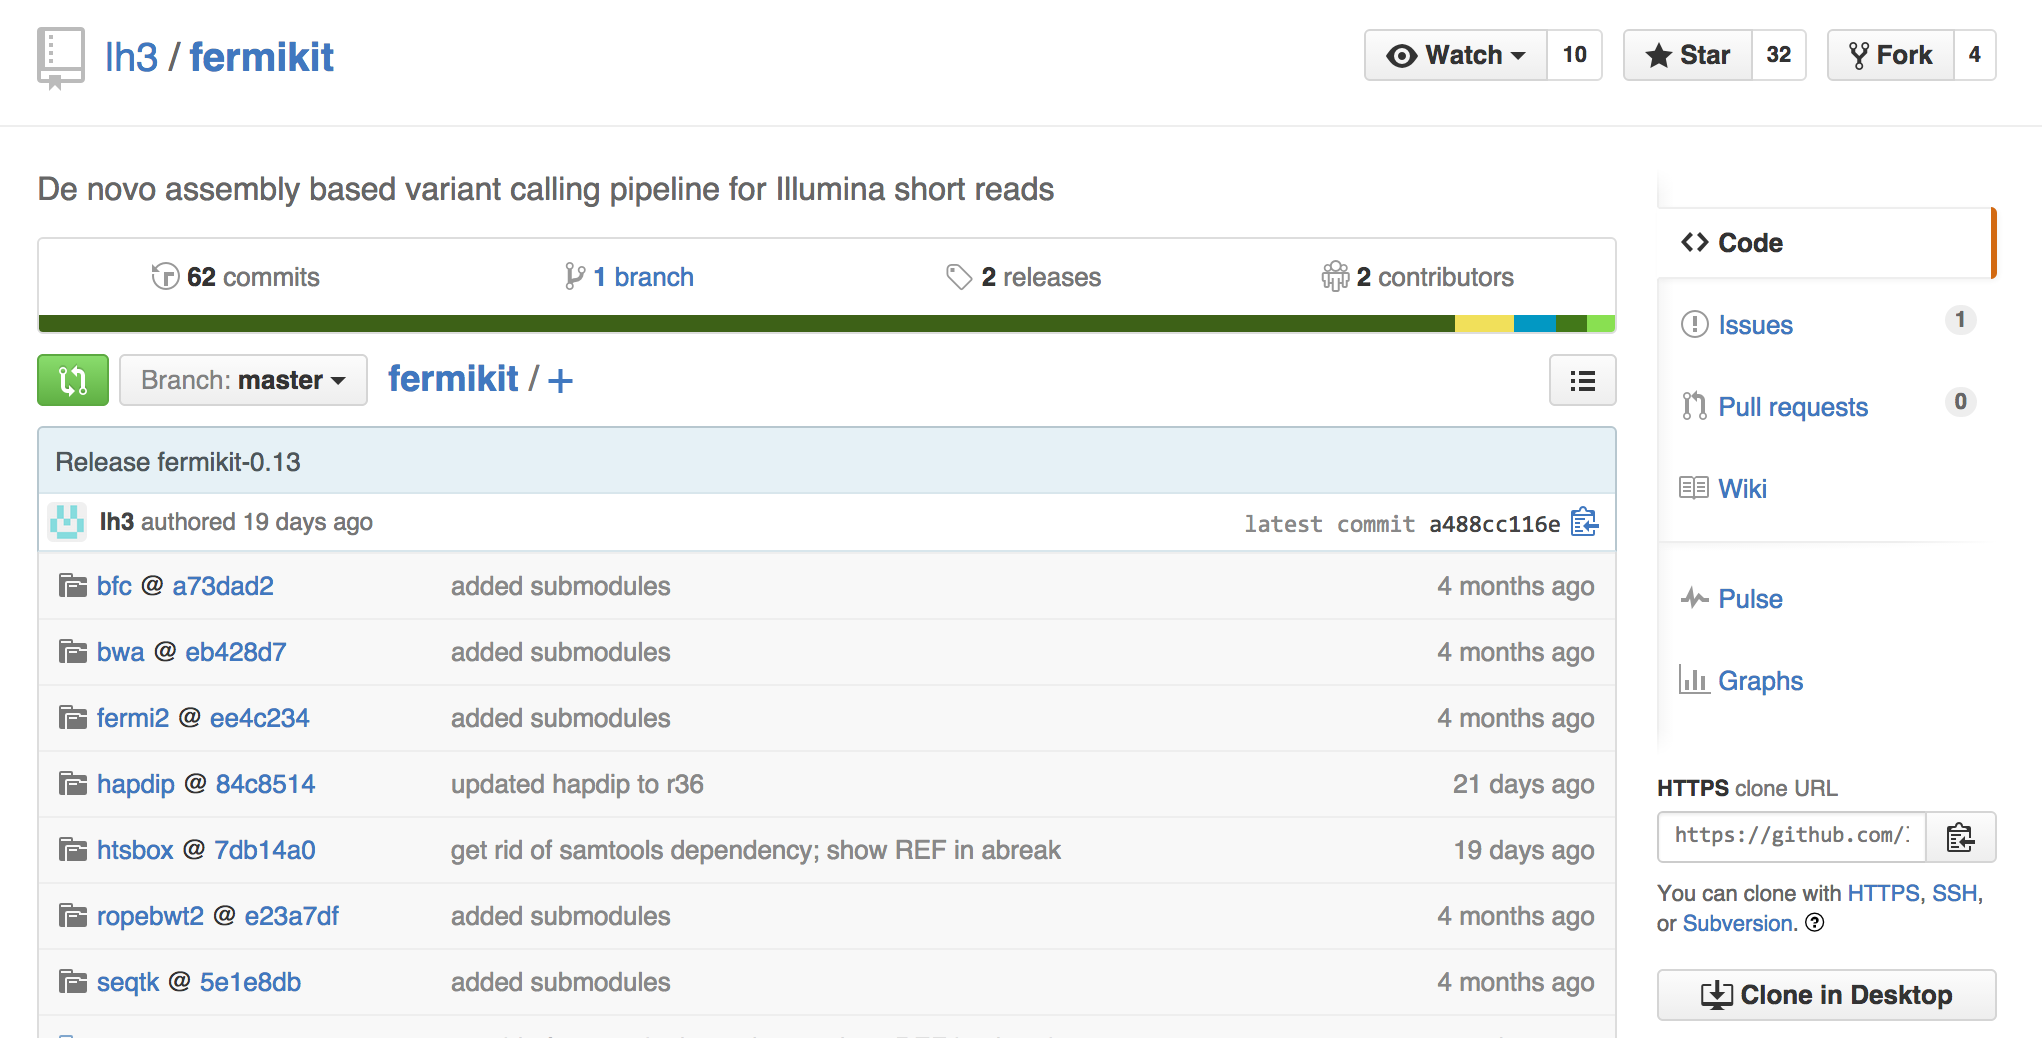 lh3 / fermikit
Watch 10 Star 32 Fork 4
De novo assembly based variant calling pipeline for Illumina short reads
62 commits 1 branch 2 releases 2 contributors
Branch: master fermikit / +
Release fermikit-0.13
lh3 authored 19 days ago latest commit a488cc116e
bfc @ a73dad2 added submodules 4 months ago
bwa @ eb428d7 added submodules 4 months ago
fermi2 @ ee4c234 added submodules 4 months ago
hapdip @ 84c8514 updated hapdip to r36 21 days ago
htsbox @ 7db14a0 get rid of samtools dependency; show REF in abreak 19 days ago
ropebwt2 @ e23a7df added submodules 4 months ago
seqtk @ 5e1e8db added submodules 4 months ago
Code
Issues 1
Pull requests 0
Wiki
Pulse
Graphs
HTTPS clone URL
https://github.com/
You can clone with HTTPS, SSH,
or Subversion.
Clone in Desktop